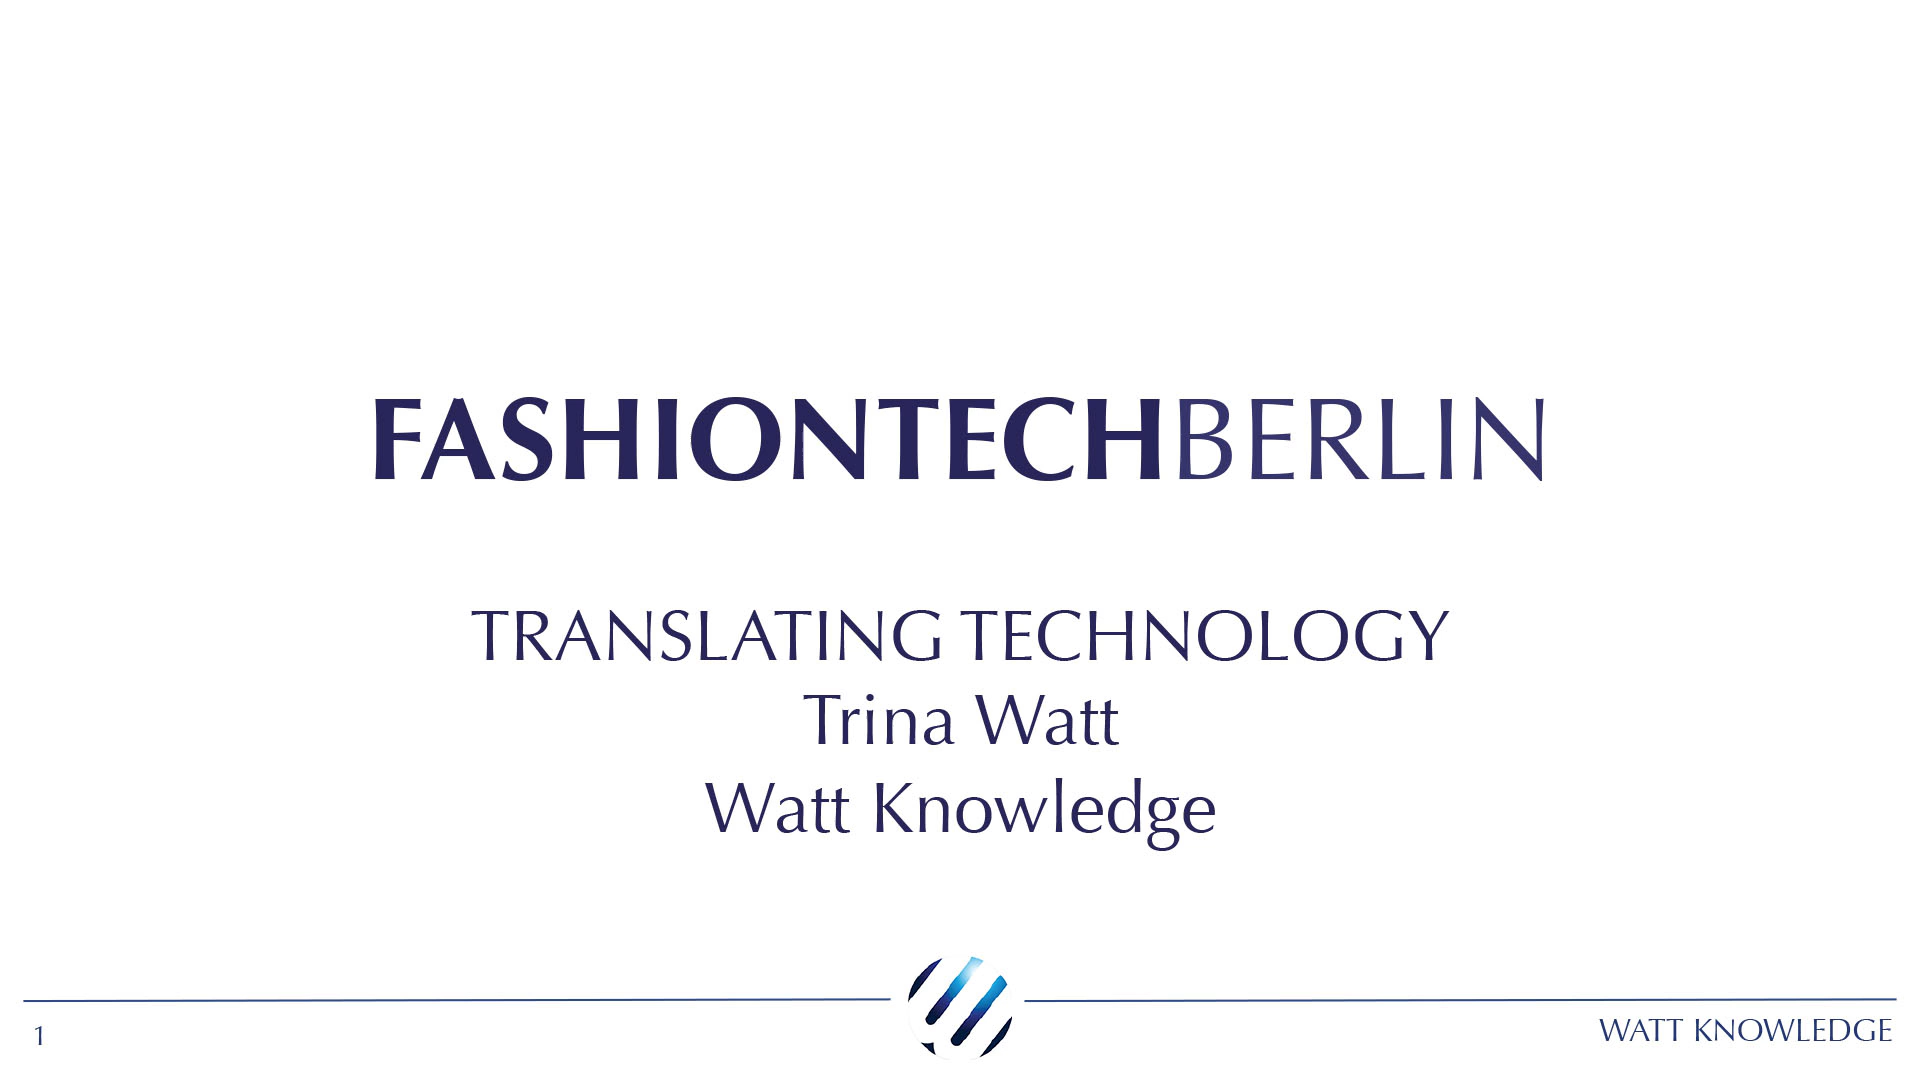 FASHIONTECHBERLIN
TRANSLATING TECHNOLOGY
Trina Watt
Watt Knowledge
1
WATT KNOWLEDGE